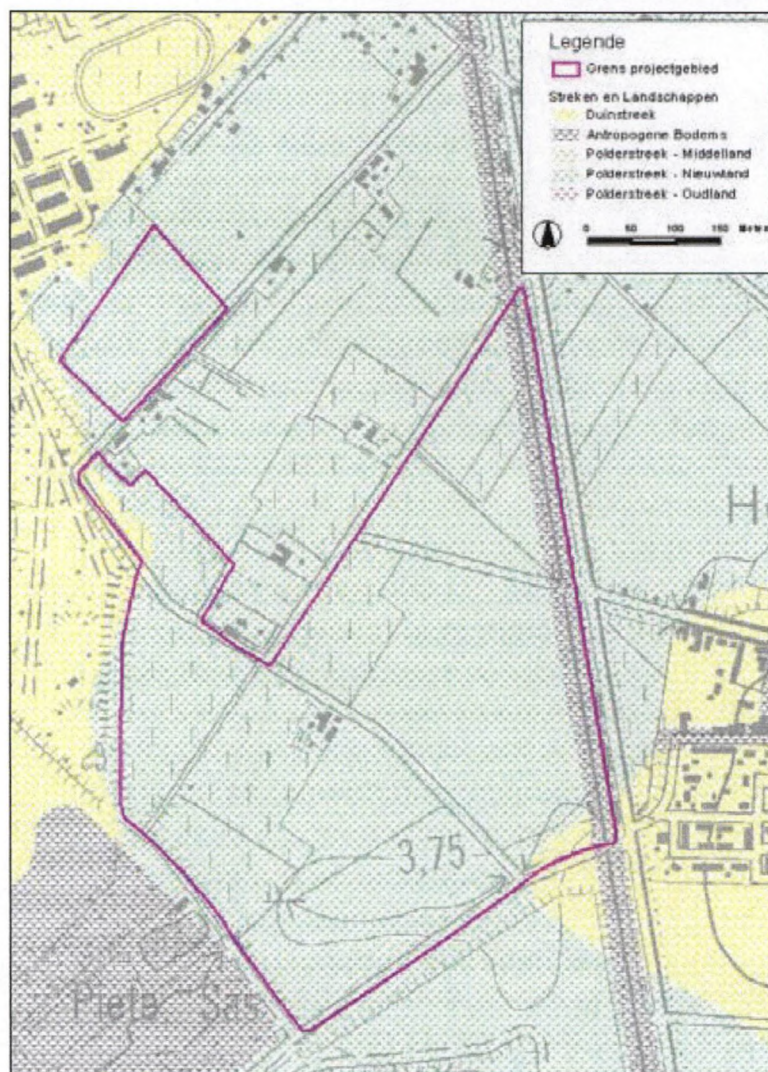 Legende
Grens projectgebied
Streken en Landschappen
Duinstreek
Antropogene Bodems
Polderstreek - Middelland
Polderstreek - Nieuwland
Polderstreek - Oudland
0 50 100 150 Meters
H
3,75
Sas